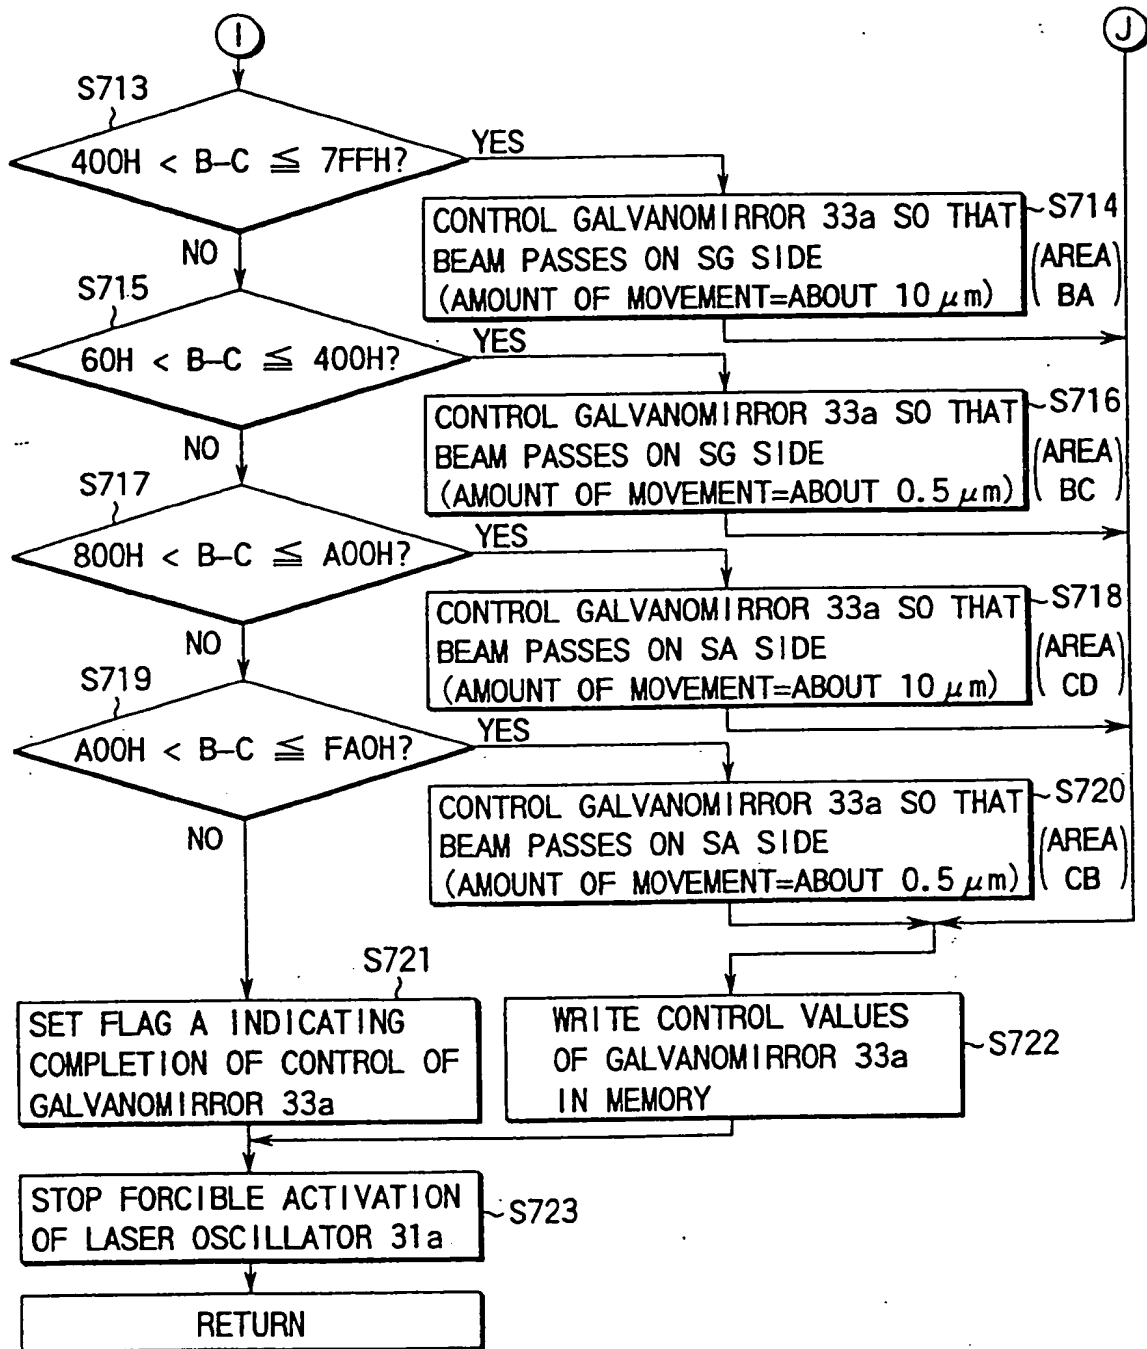 I
J
S713
400H < B-C ≦ 7FFH?
YES
NO
CONTROL GALVANOMIRROR 33a SO THAT
BEAM PASSES ON SG SIDE
(AMOUNT OF MOVEMENT=ABOUT 10 μm)
S714
(AREA
BA)
S715
60H < B-C ≦ 400H?
YES
NO
CONTROL GALVANOMIRROR 33a SO THAT
BEAM PASSES ON SG SIDE
(AMOUNT OF MOVEMENT=ABOUT 0.5 μm)
S716
(AREA
BC)
S717
800H < B-C ≦ A00H?
YES
NO
CONTROL GALVANOMIRROR 33a SO THAT
BEAM PASSES ON SA SIDE
(AMOUNT OF MOVEMENT=ABOUT 10 μm)
S718
(AREA
CD)
S719
A00H < B-C ≦ FA0H?
YES
NO
CONTROL GALVANOMIRROR 33a SO THAT
BEAM PASSES ON SA SIDE
(AMOUNT OF MOVEMENT=ABOUT 0.5 μm)
S720
(AREA
CB)
S721
SET FLAG A INDICATING
COMPLETION OF CONTROL OF
GALVANOMIRROR 33a
WRITE CONTROL VALUES
OF GALVANOMIRROR 33a
IN MEMORY
S722
STOP FORCIBLE ACTIVATION
OF LASER OSCILLATOR 31a
S723
RETURN